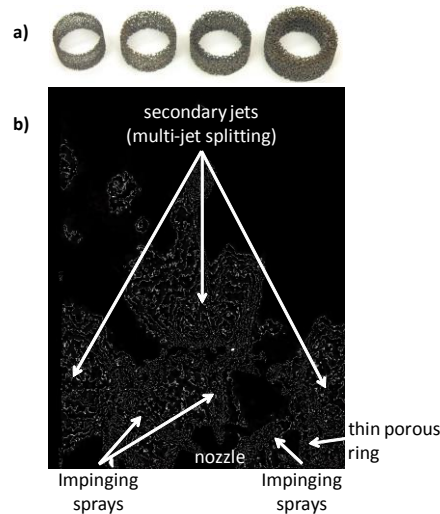 a)
b)
secondary jets
(multi-jet splitting)
thin porous
ring
nozzle
Impinging
sprays
Impinging
sprays